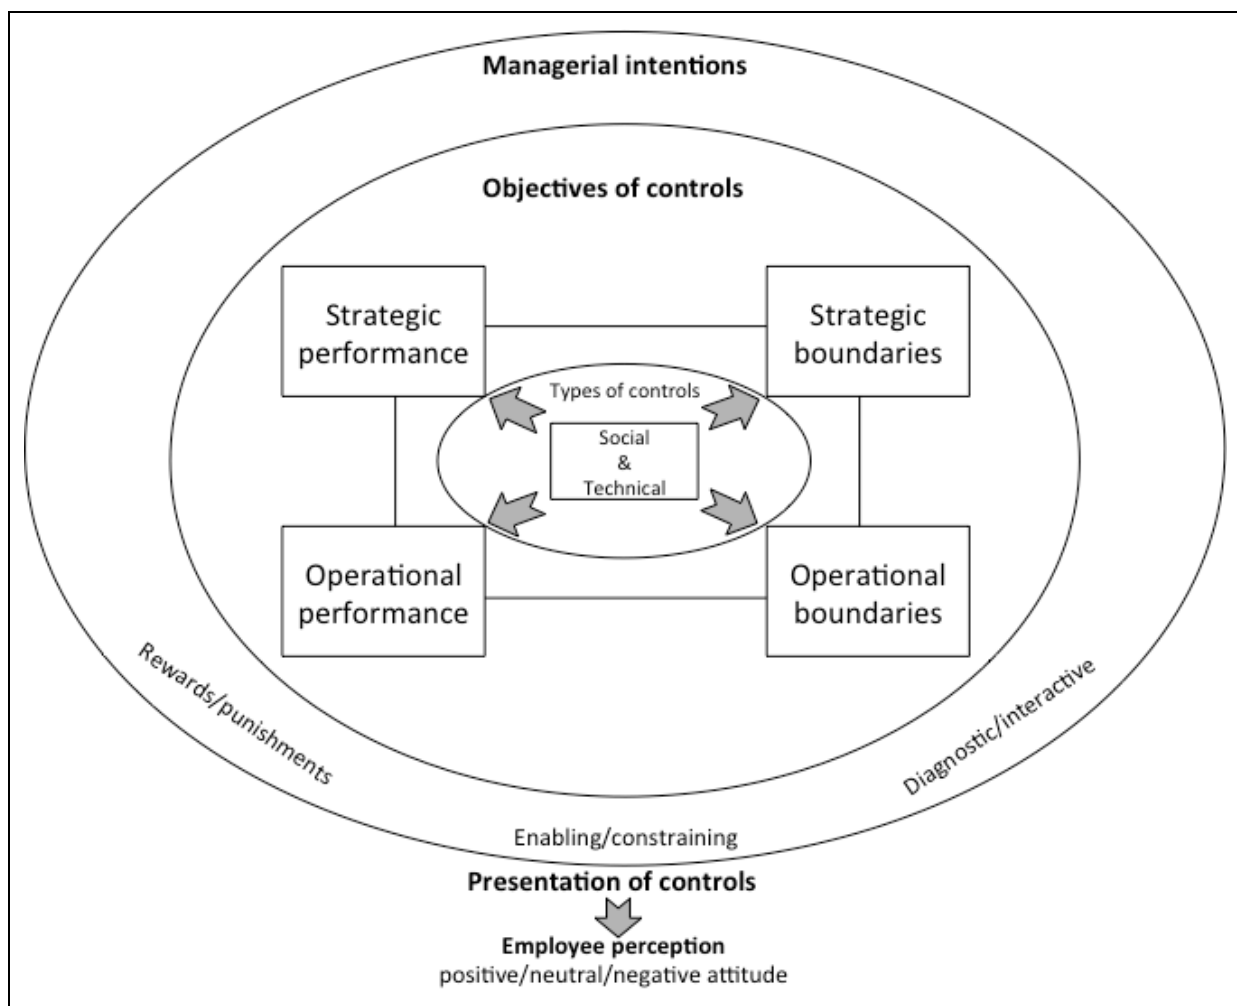 Managerial intentions
Objectives of controls
Strategic
performance
Strategic
boundaries
Types of controls
Social
&
Technical
Operational
performance
Operational
boundaries
Rewards/punishments
Diagnostic/interactive
Enabling/constraining
Presentation of controls
Employee perception
positive/neutral/negative attitude